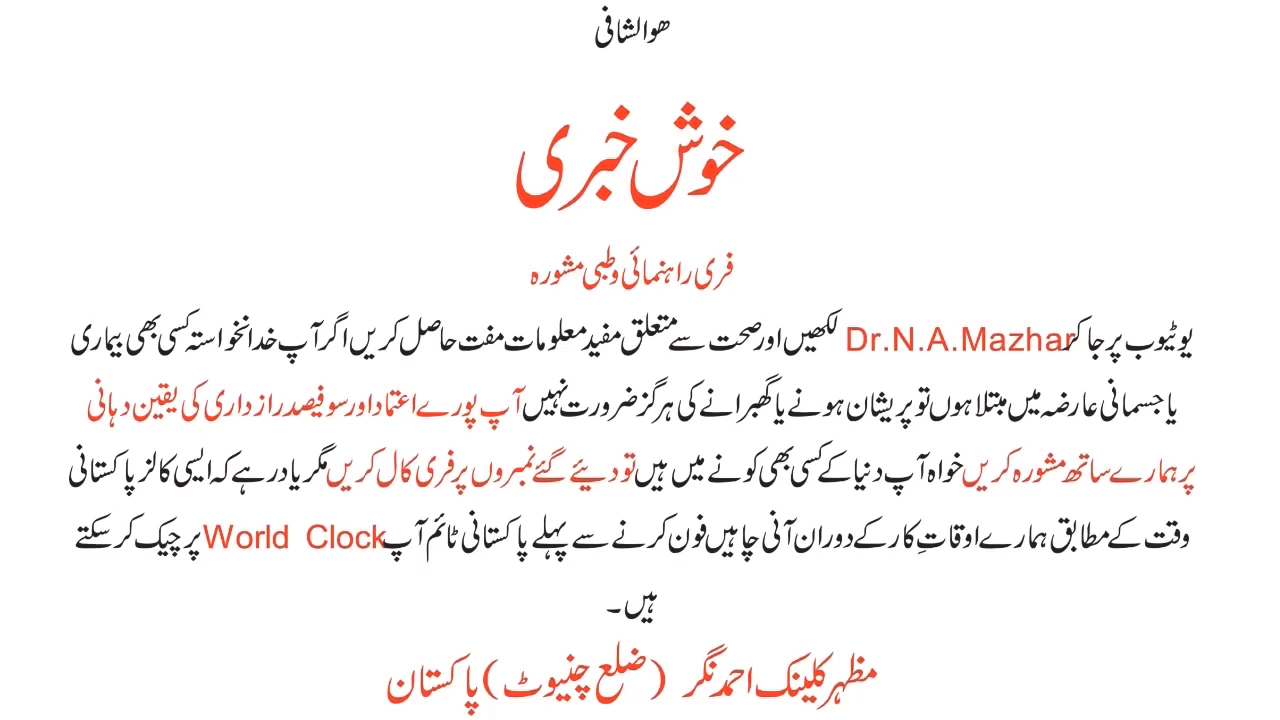 ھوالشافی
خوش خبری
فری راہنمائی و طبی مشورہ
یوٹیوب پر جا کر Dr.N.A.Mazhar لکھیں اور صحت سے متعلق مفید معلومات مفت حاصل کریں اگر آپ خدانخواستہ کسی بھی بیماری
یا جسمانی عارضہ میں مبتلا ہوں تو پریشان ہونے یا گھبرانے کی ہرگز ضرورت نہیں آپ پورے اعتماد اور سو فیصد رازداری کی یقین دہانی
پر ہمارے ساتھ مشورہ کریں خواہ آپ دنیا کے کسی بھی کونے میں ہیں تو دیئے گئے نمبروں پر فری کال کریں مگر یاد رہے کہ ایسی کالز پاکستانی
وقت کے مطابق ہمارے اوقاتِ کار کے دوران آنی چاہیں فون کرنے سے پہلے پاکستانی ٹائم آپ World Clock پر چیک کر سکتے
ہیں۔
مظہر کلینک احمد نگر (ضلع چنیوٹ) پاکستان